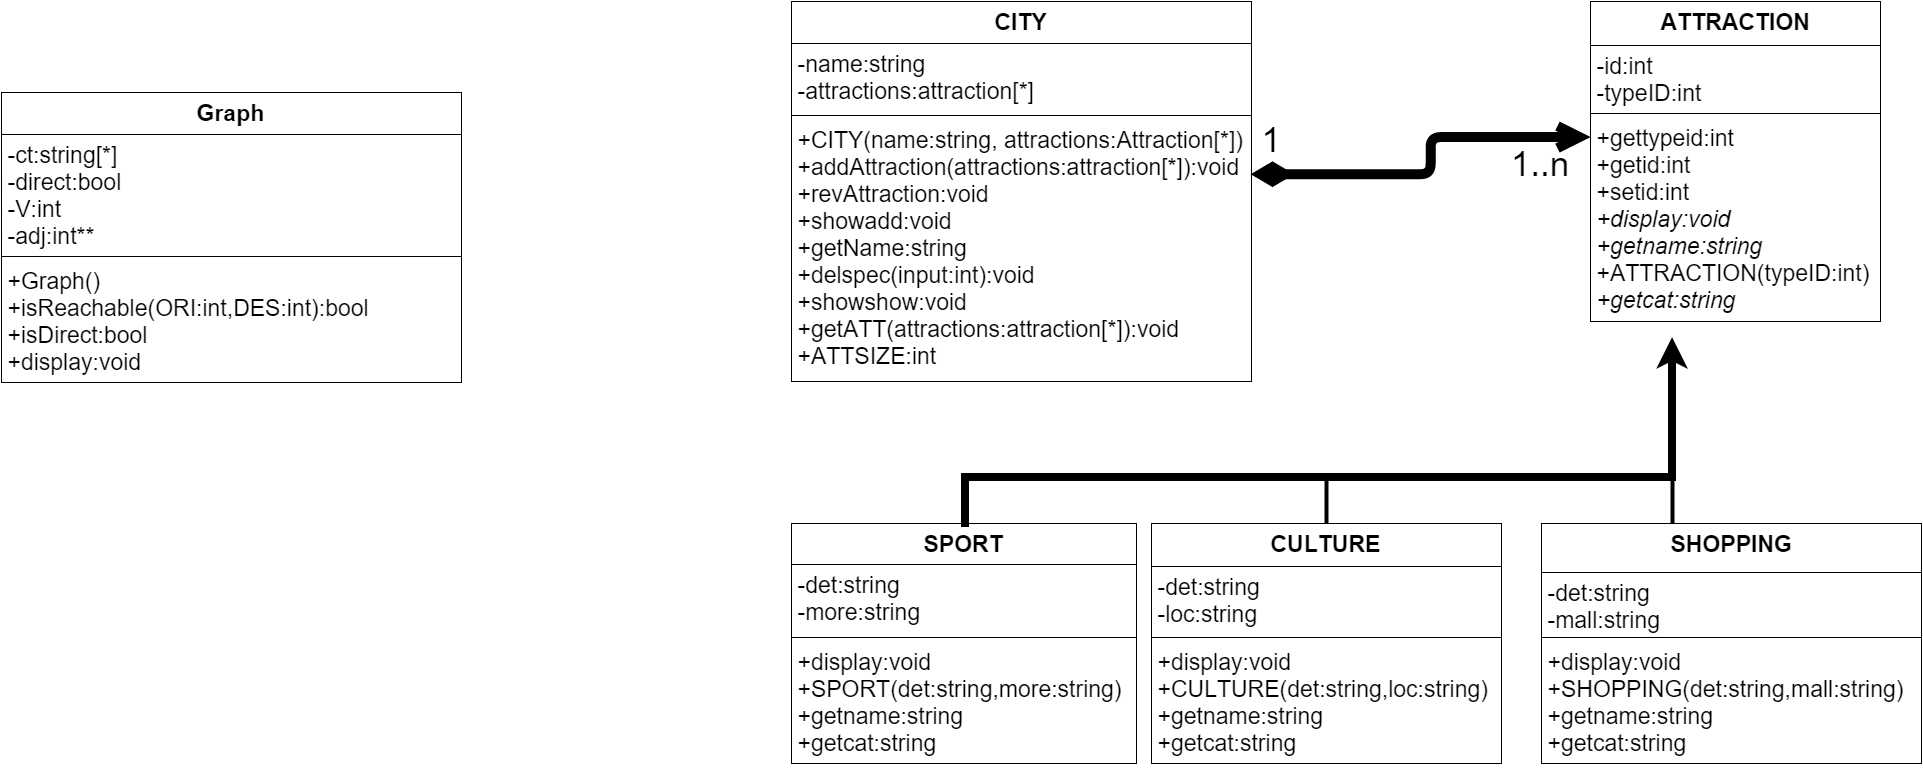 Graph
-ct:string[*]
-direct:bool
-V:int
-adj:int**
+Graph()
+isReachable(ORI:int,DES:int):bool
+isDirect:bool
+display:void
CITY
-name:string
-attractions:attraction[*]
+CITY(name:string, attractions:Attraction[*])
+addAttraction(attractions:attraction[*]):void
+revAttraction:void
+showadd:void
+getName:string
+delspec(input:int):void
+showshow:void
+getATT(attractions:attraction[*]):void
+ATTSIZE:int
1
1..n
ATTRACTION
-id:int
-typeID:int
+gettypeid:int
+getid:int
+setid:int
+display:void
+getname:string
+ATTRACTION(typeID:int)
+getcat:string
SPORT
-det:string
-more:string
+display:void
+SPORT(det:string,more:string)
+getname:string
+getcat:string
CULTURE
-det:string
-loc:string
+display:void
+CULTURE(det:string,loc:string)
+getname:string
+getcat:string
SHOPPING
-det:string
-mall:string
+display:void
+SHOPPING(det:string,mall:string)
+getname:string
+getcat:string